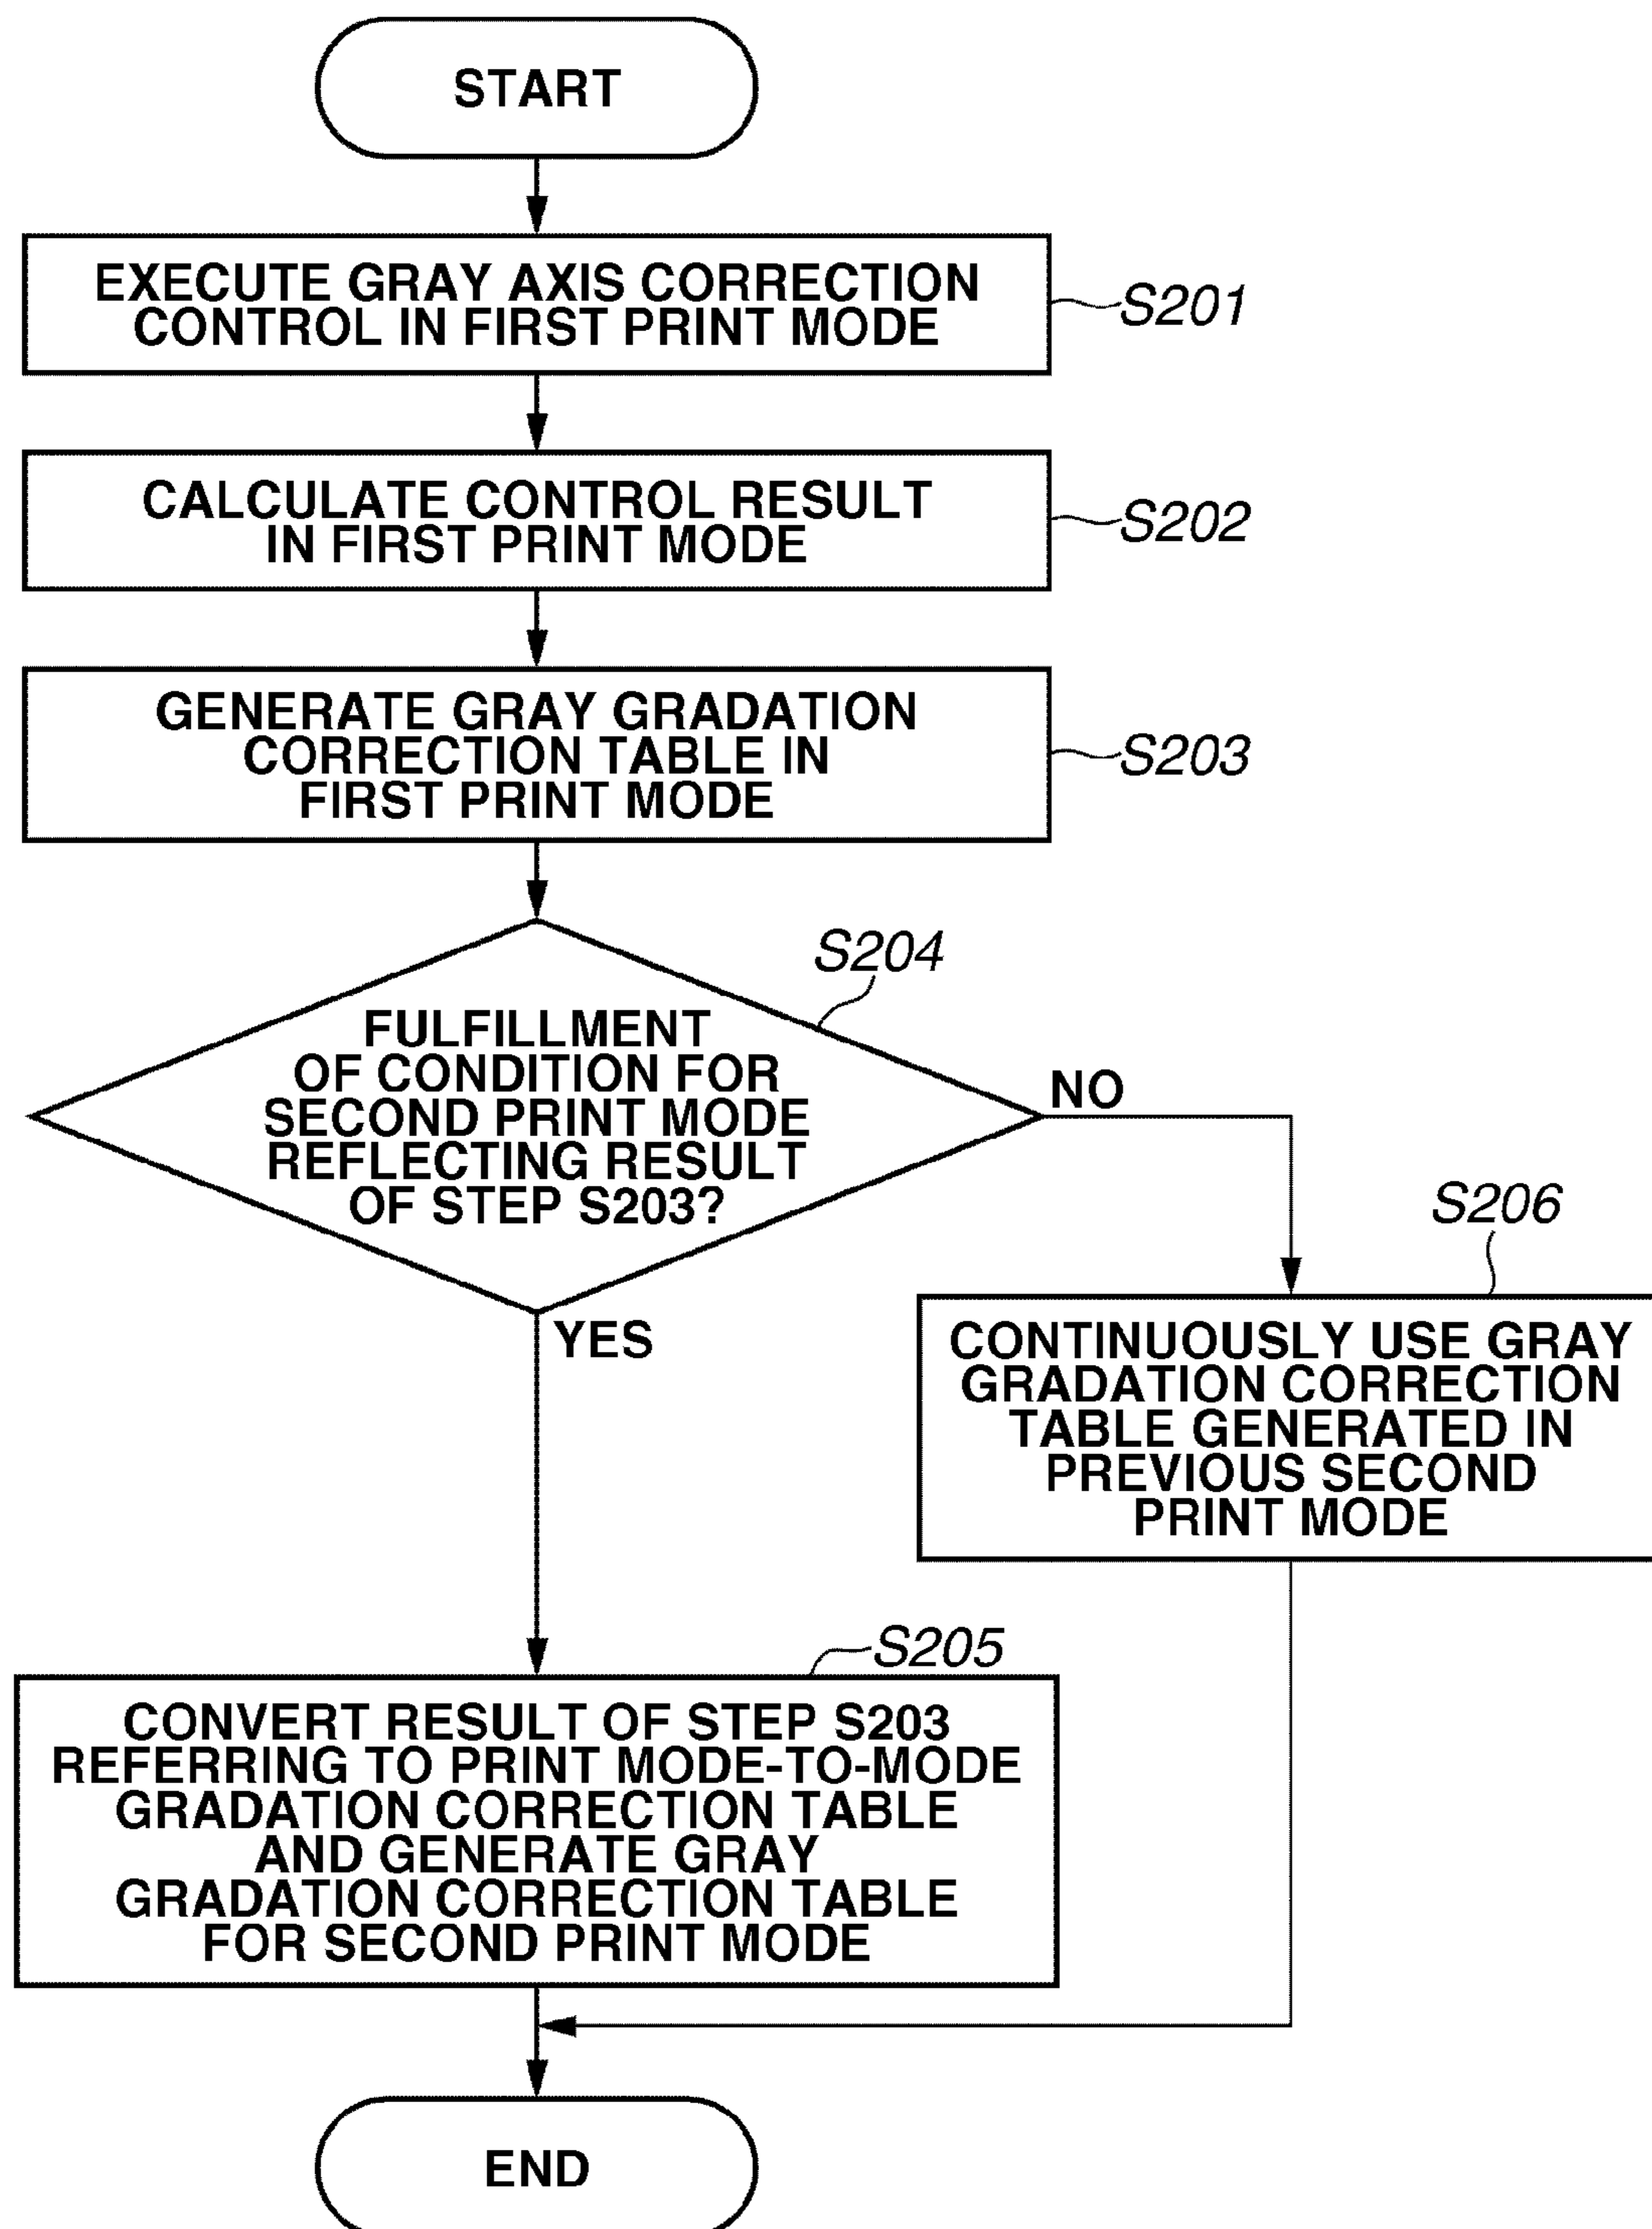 START
EXECUTE GRAY AXIS CORRECTION
CONTROL IN FIRST PRINT MODE
S201
CALCULATE CONTROL RESULT
IN FIRST PRINT MODE
S202
GENERATE GRAY GRADATION
CORRECTION TABLE IN
FIRST PRINT MODE
S203
S204
FULFILLMENT
OF CONDITION FOR
SECOND PRINT MODE
REFLECTING RESULT
OF STEP S203?
NO
YES
S206
CONTINUOUSLY USE GRAY
GRADATION CORRECTION
TABLE GENERATED IN
PREVIOUS SECOND
PRINT MODE
S205
CONVERT RESULT OF STEP S203
REFERRING TO PRINT MODE-TO-MODE
GRADATION CORRECTION TABLE
AND GENERATE GRAY
GRADATION CORRECTION TABLE
FOR SECOND PRINT MODE
END